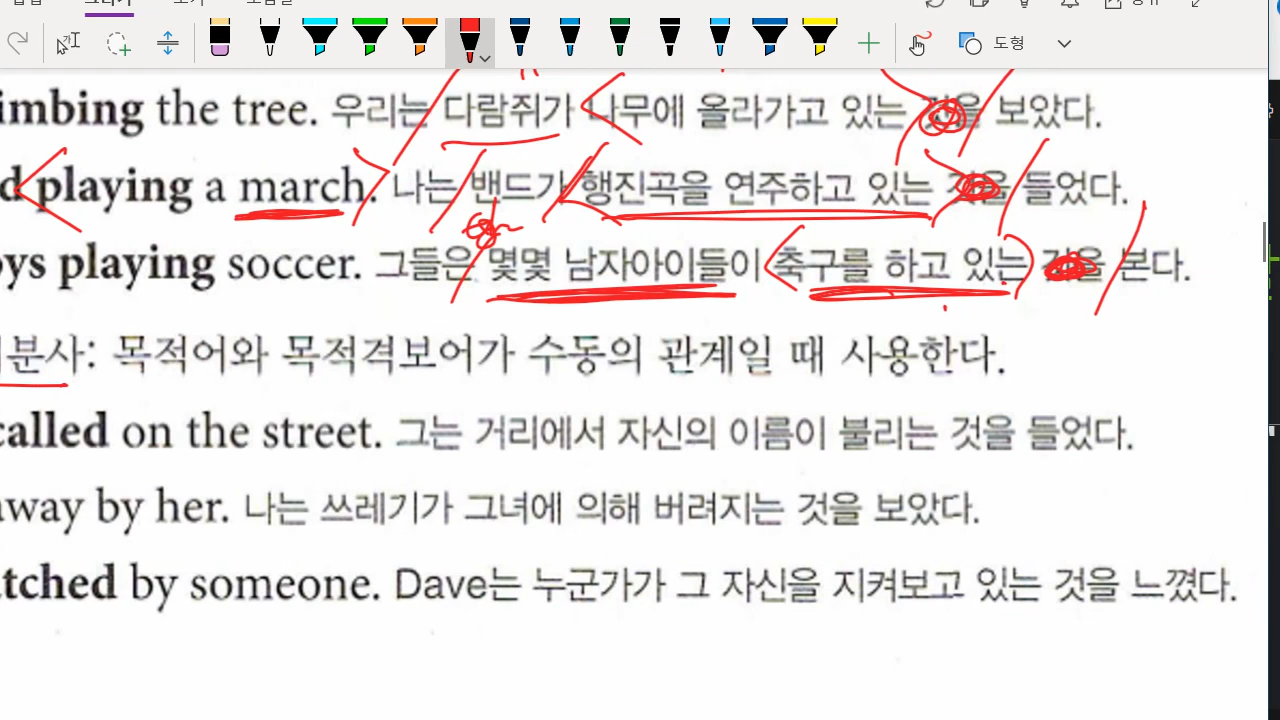 도형
imbing the tree. 우리는 다람쥐가 나무에 올라가고 있는 것을 보았다.
d playing a march. 나는 밴드가 행진곡을 연주하고 있는 것을 들었다.
ys playing soccer. 그들은 몇몇 남자아이들이 축구를 하고 있는 것을 본다.
분사: 목적어와 목적격보어가 수동의 관계일 때 사용한다.
called on the street. 그는 거리에서 자신의 이름이 불리는 것을 들었다.
away by her. 나는 쓰레기가 그녀에 의해 버려지는 것을 보았다.
tched by someone. Dave는 누군가가 그 자신을 지켜보고 있는 것을 느꼈다.